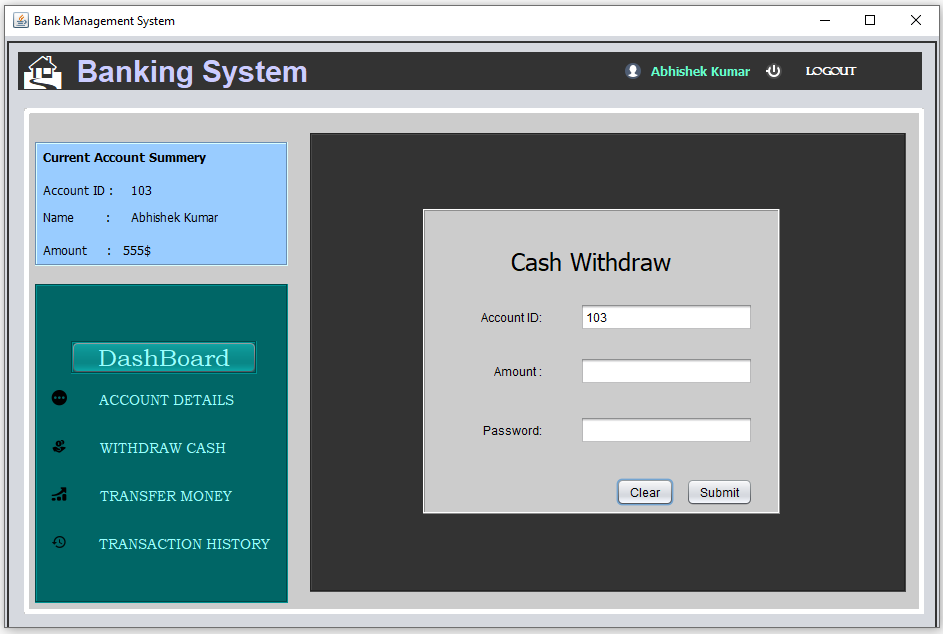 Bank Management System
Banking System
Abhishek Kumar
LOGOUT
Current Account Summery
Account ID : 103
Name : Abhishek Kumar
Amount : 555$
DashBoard
ACCOUNT DETAILS
WITHDRAW CASH
TRANSFER MONEY
TRANSACTION HISTORY
Cash Withdraw
Account ID: 103
Amount :
Password:
Clear Submit